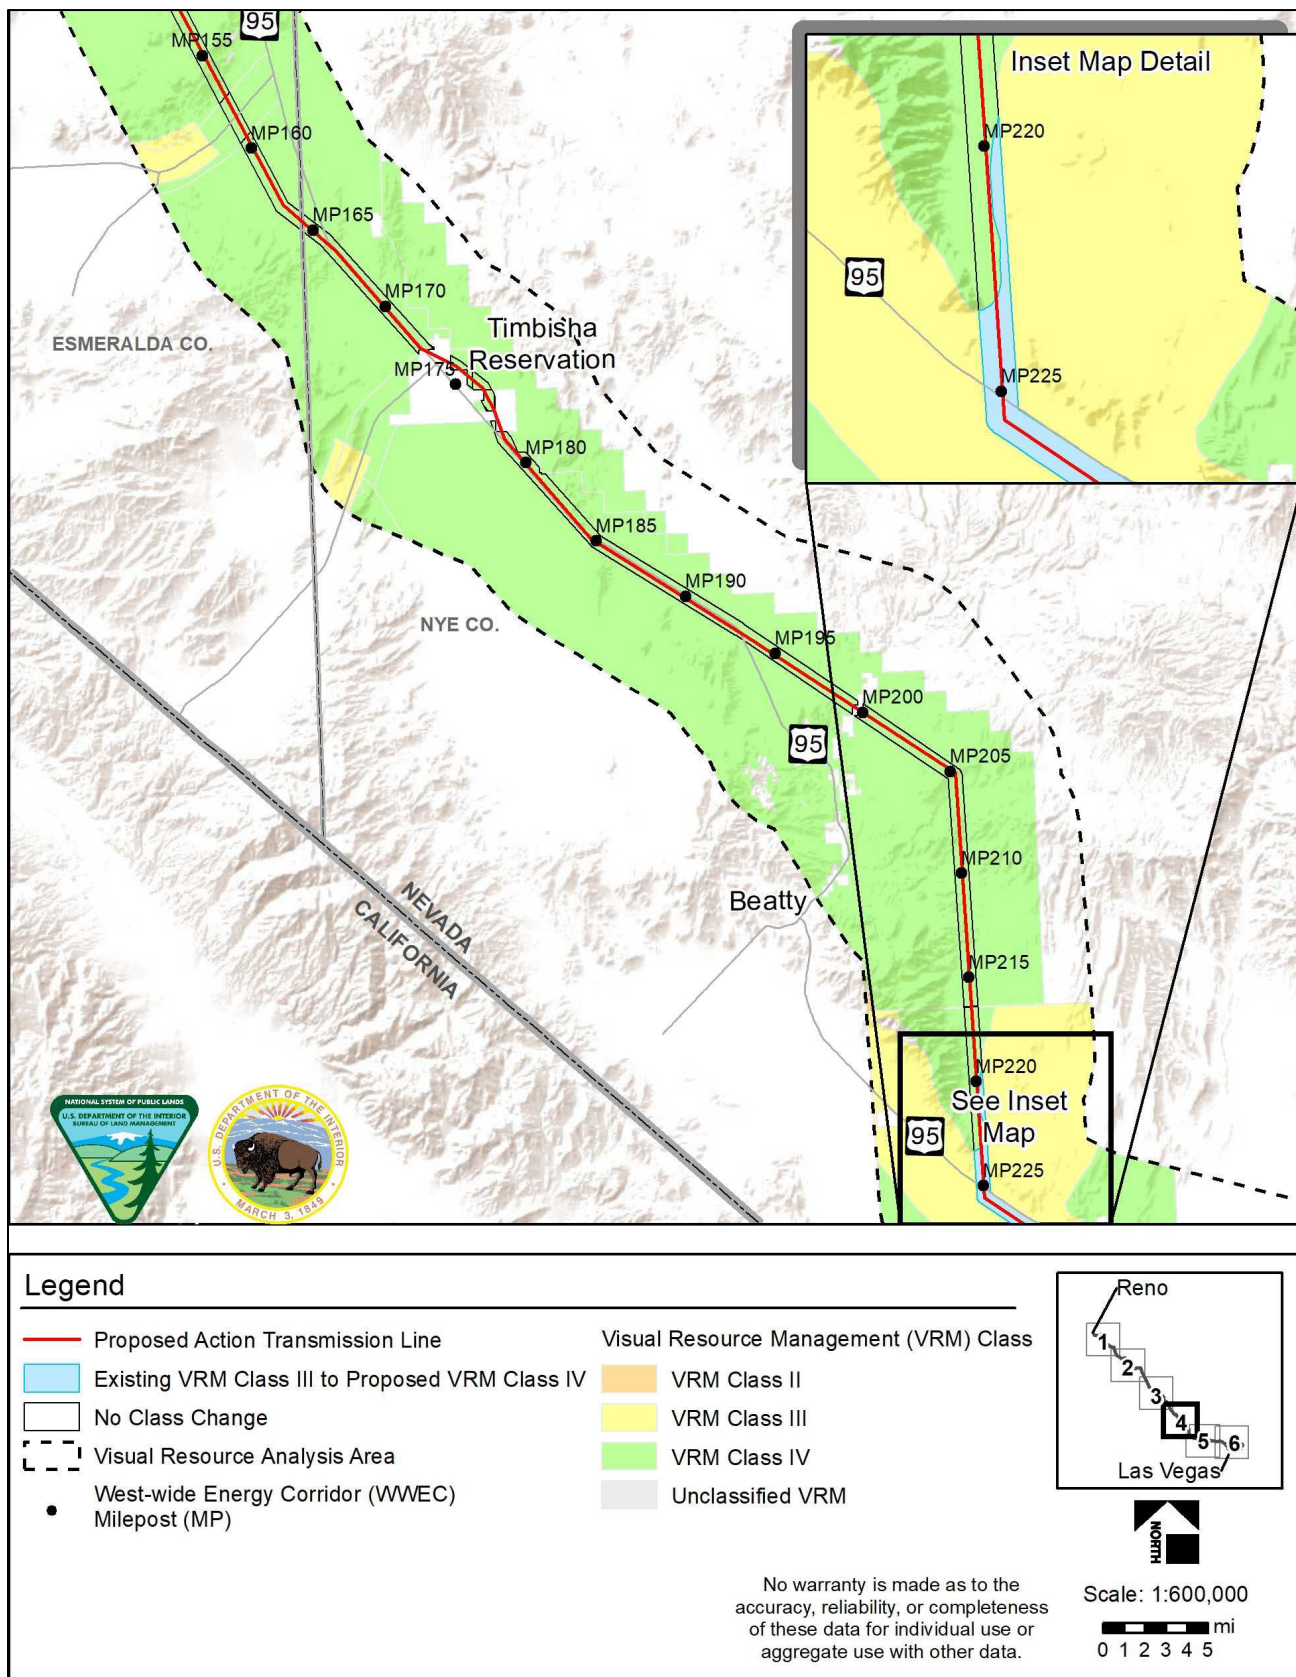 95
MP155
MP160
MP165
MP170
MP175
Timbisha
Reservation
ESMERALDA CO.
MP180
MP185
MP190
NYE CO.
MP195
MP200
95
MP205
MP210
Beatty
NEVADA
CALIFORNIA
MP215
MP220
See Inset
Map
95
MP225
Inset Map Detail
MP220
95
MP225
NATIONAL SYSTEM OF PUBLIC LANDS
U.S. DEPARTMENT OF THE INTERIOR
BUREAU OF LAND MANAGEMENT
U.S. DEPARTMENT OF THE INTERIOR
MARCH 3, 1849
Legend
Proposed Action Transmission Line
Existing VRM Class III to Proposed VRM Class IV
No Class Change
Visual Resource Analysis Area
West-wide Energy Corridor (WWEC)
Milepost (MP)
Visual Resource Management (VRM) Class
VRM Class II
VRM Class III
VRM Class IV
Unclassified VRM
Reno
1
2
3
4
5
6
Las Vegas
NORTH
No warranty is made as to the
accuracy, reliability, or completeness
of these data for individual use or
aggregate use with other data.
Scale: 1:600,000
mi
0 1 2 3 4 5